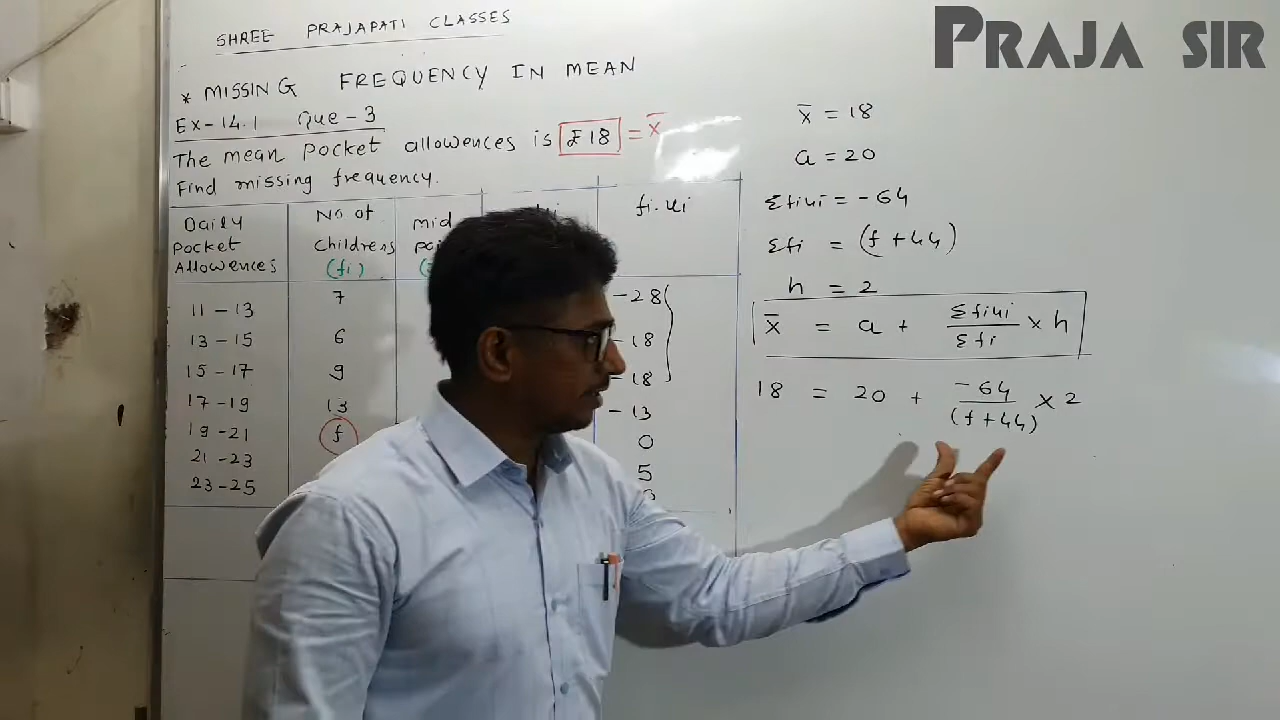 PRAJA SIR
SHREE PRAJAPATI CLASSES
* MISSING FREQUENCY IN MEAN
Ex-14.1 Que-3
The mean pocket allowences is ₹18 = x̄
Find missing frequency.
Daily Pocket Allowences
No of childrens (fi)
mid
fi.ui
11 - 13 7 -28
13 - 15 6 -18
15 - 17 9 -18
17 - 19 13 -13
19 - 21 f 0
21 - 23 5
23 - 25
x̄ = 18
a = 20
Σfiui = -64
Σfi = (f + 44)
h = 2
x̄ = a + Σfiui / Σfi × h
18 = 20 + -64 / (f + 44) × 2